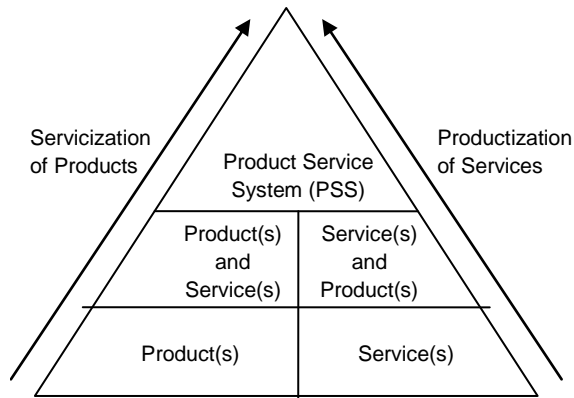 Servicization
of Products
Productization
of Services
Product Service
System (PSS)
Product(s)
and
Service(s)
Service(s)
and
Product(s)
Product(s)
Service(s)